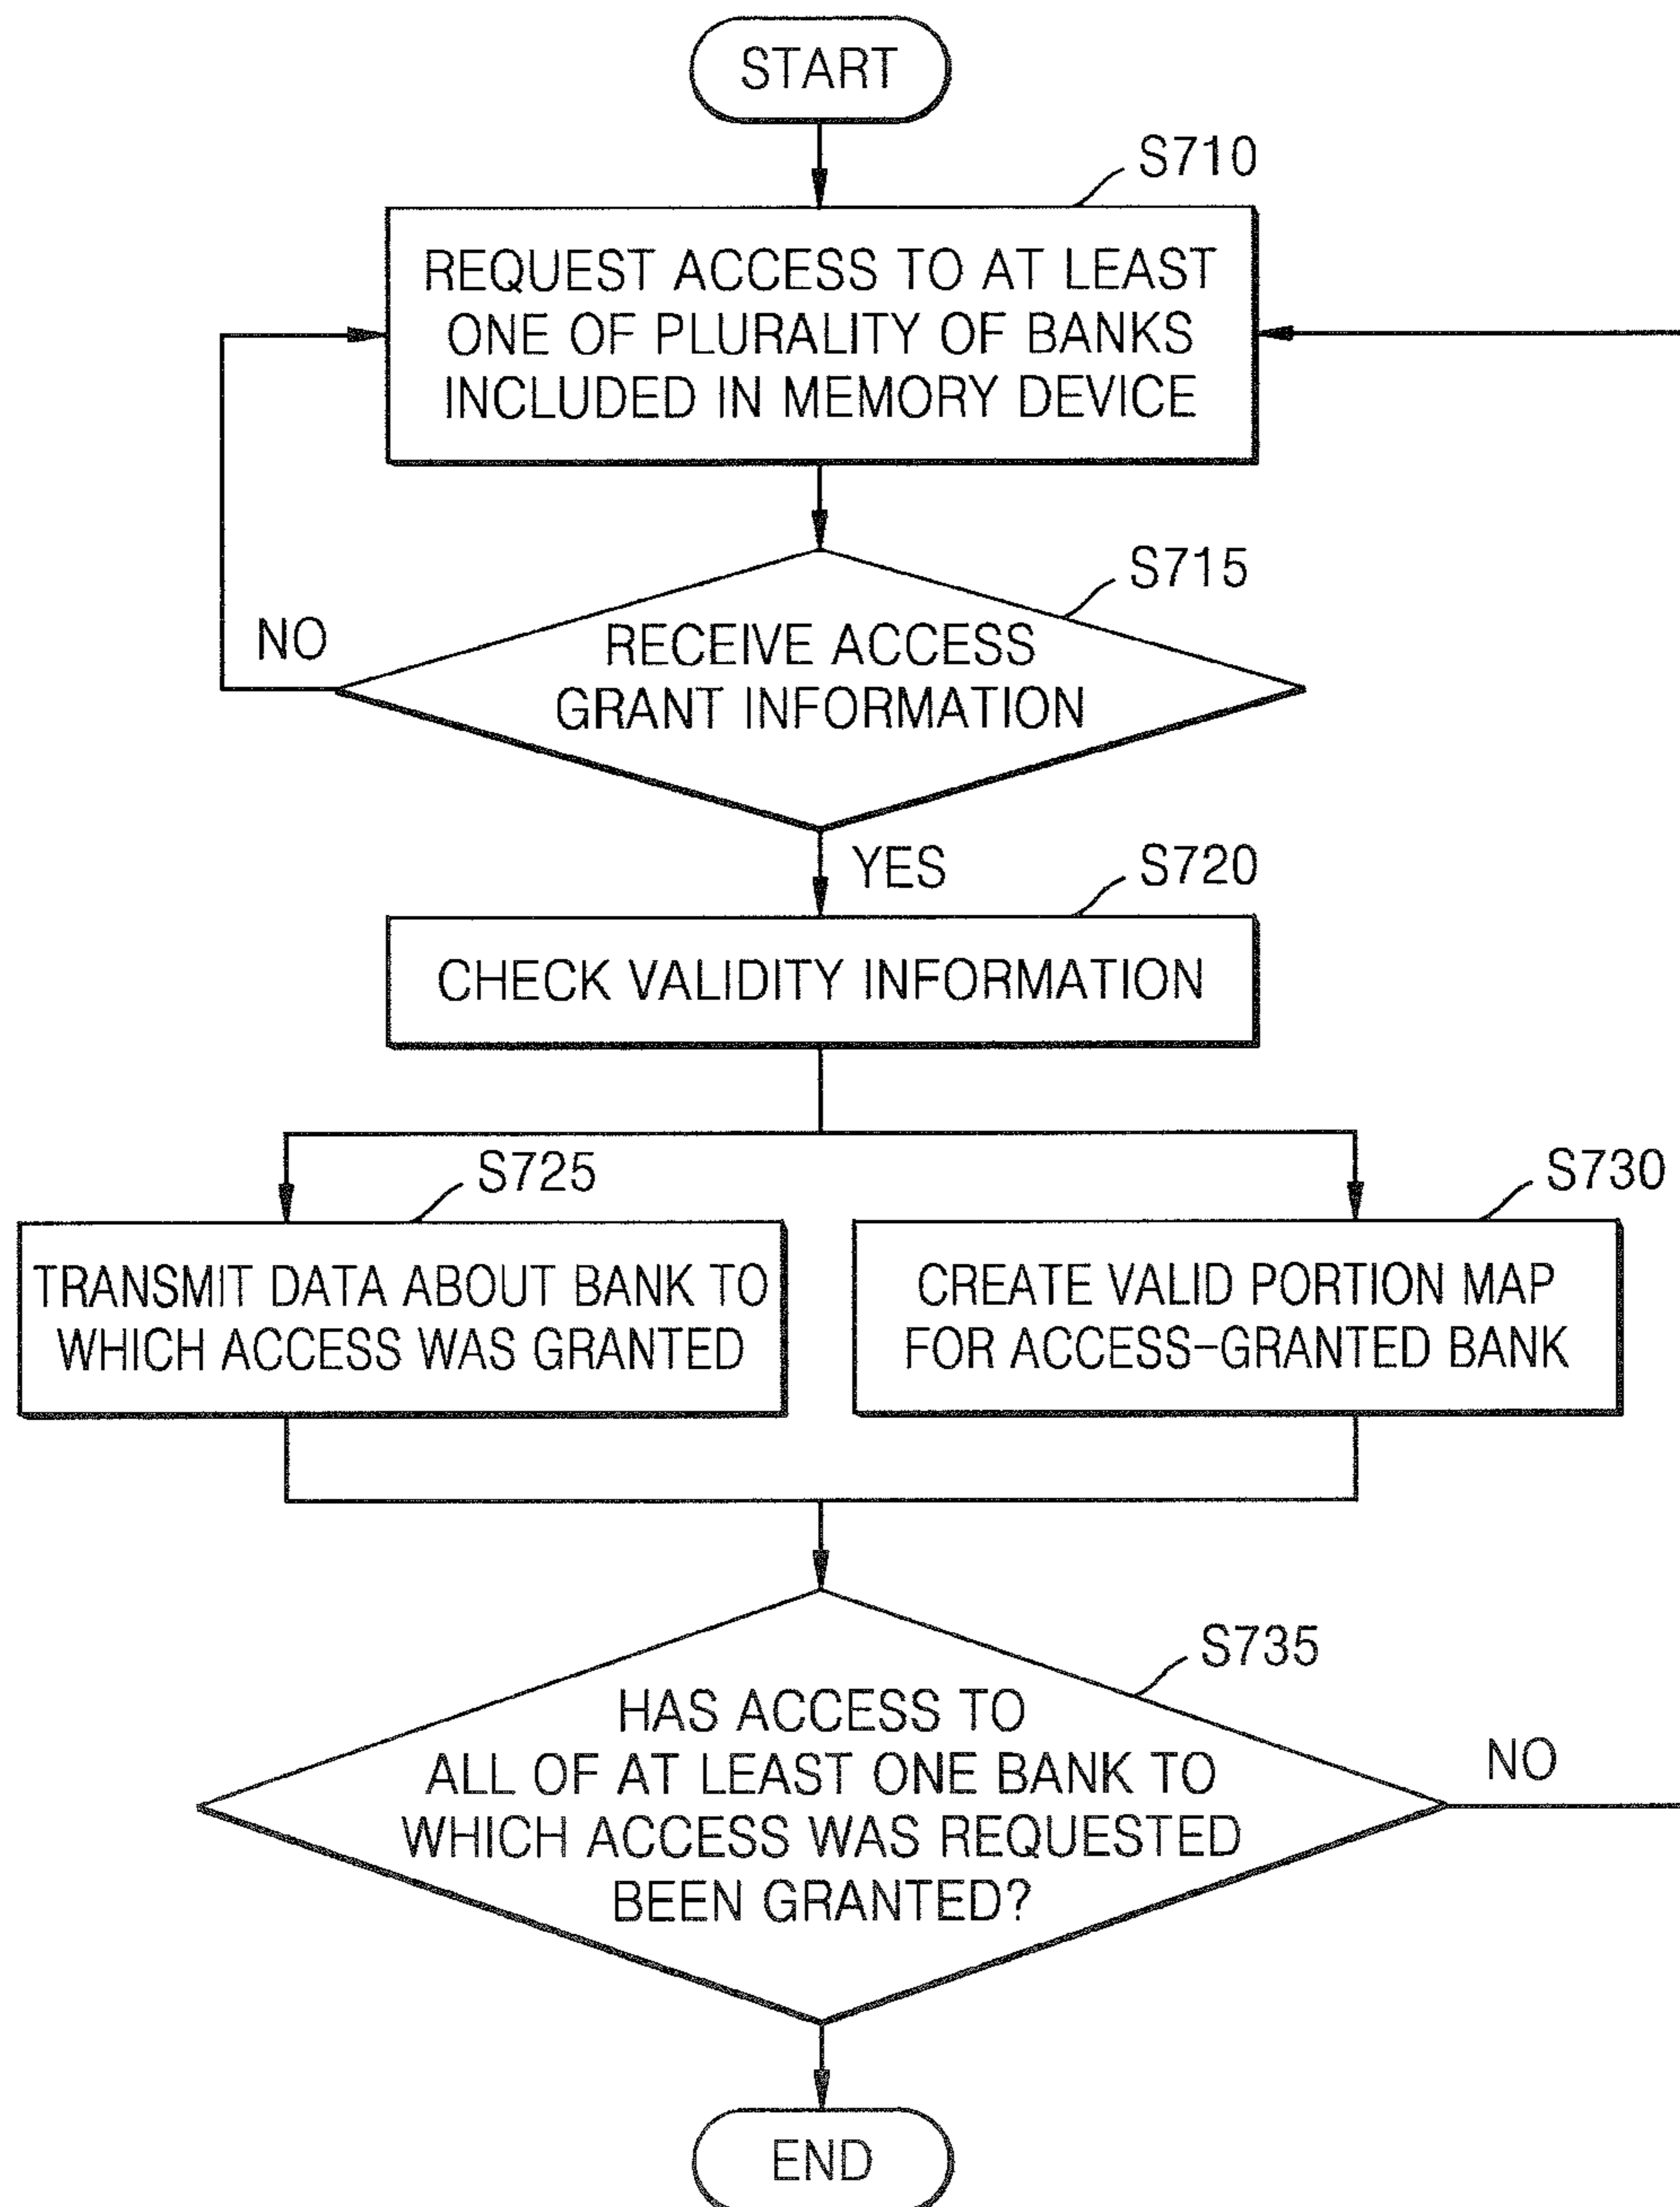 START
S710
REQUEST ACCESS TO AT LEAST
ONE OF PLURALITY OF BANKS
INCLUDED IN MEMORY DEVICE
S715
RECEIVE ACCESS
GRANT INFORMATION
NO
YES
S720
CHECK VALIDITY INFORMATION
S725
TRANSMIT DATA ABOUT BANK TO
WHICH ACCESS WAS GRANTED
S730
CREATE VALID PORTION MAP
FOR ACCESS-GRANTED BANK
S735
HAS ACCESS TO
ALL OF AT LEAST ONE BANK TO
WHICH ACCESS WAS REQUESTED
BEEN GRANTED?
NO
END